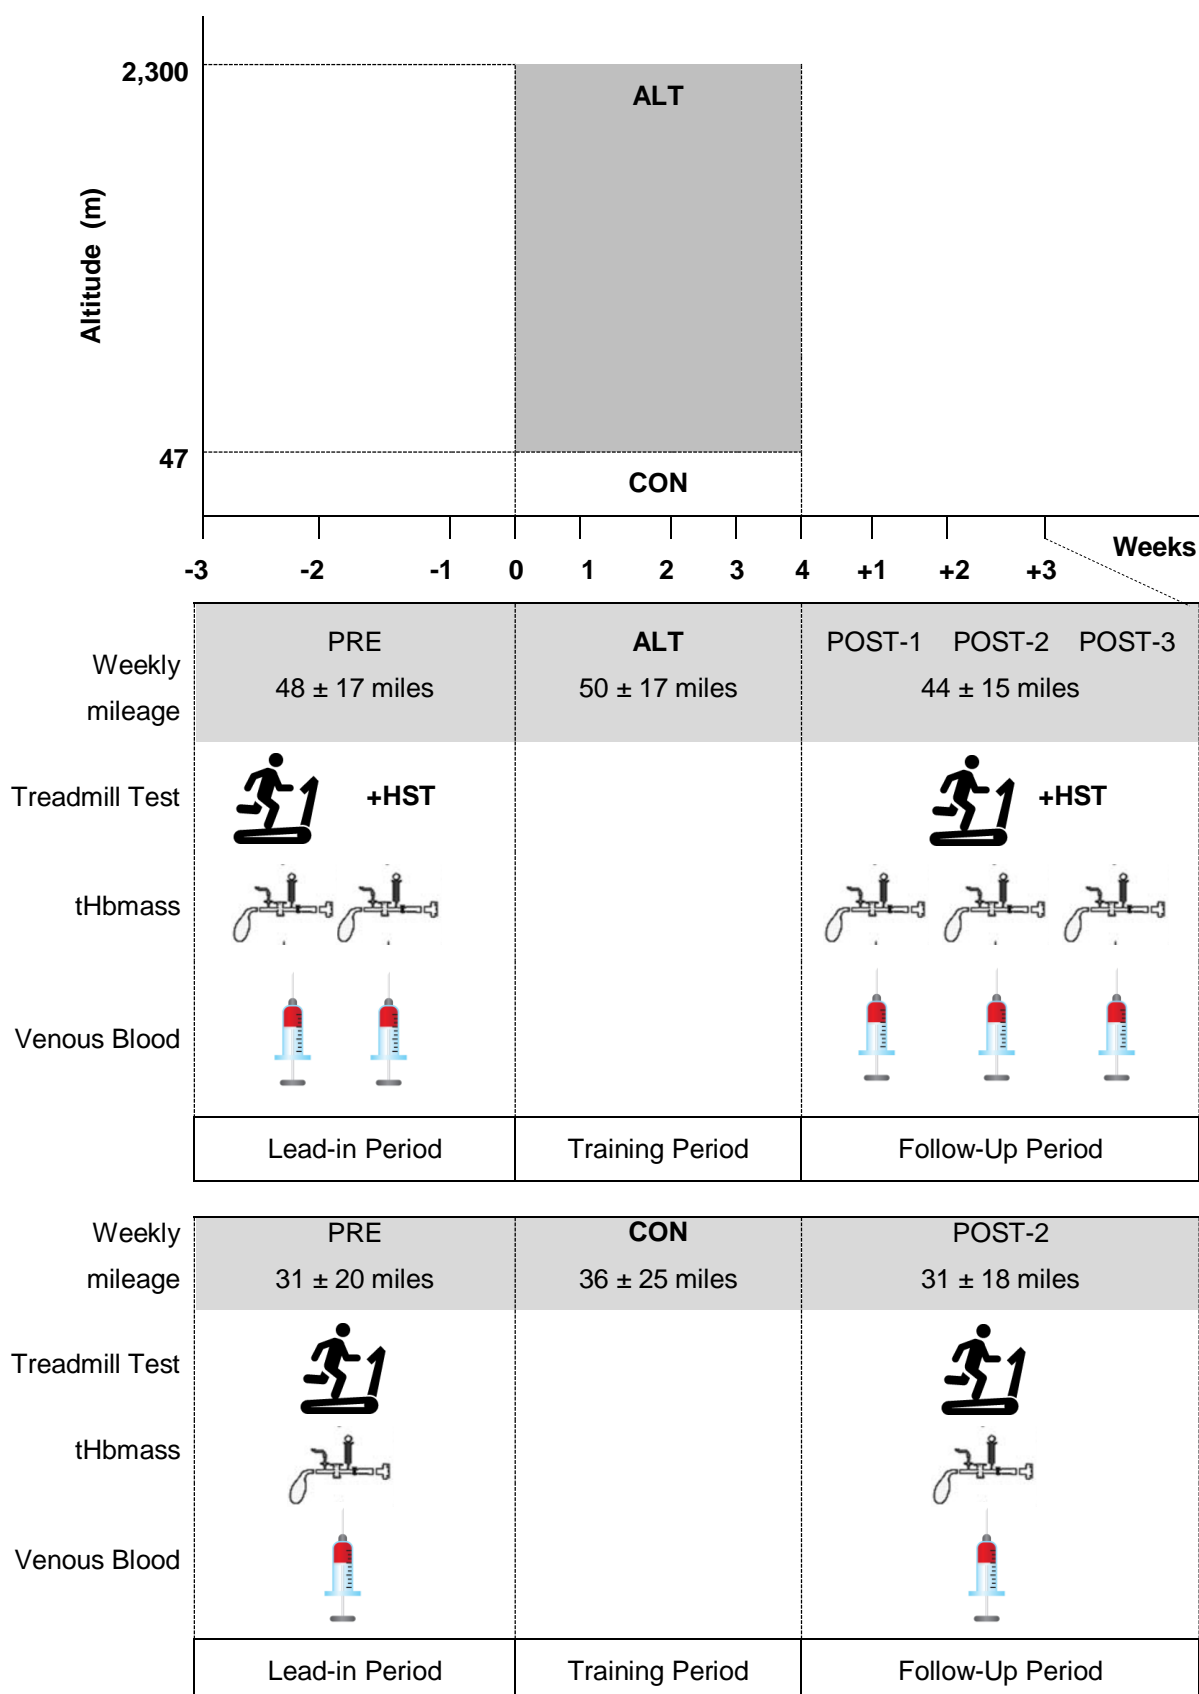 2,300
ALT
Altitude (m)
47
CON
Weeks
-3 -2 -1 0 1 2 3 4 +1 +2 +3
Weekly mileage
PRE ALT POST-1 POST-2 POST-3
48 ± 17 miles 50 ± 17 miles 44 ± 15 miles
Treadmill Test +HST +HST
tHbmass
Venous Blood
Lead-in Period Training Period Follow-Up Period
Weekly mileage
PRE CON POST-2
31 ± 20 miles 36 ± 25 miles 31 ± 18 miles
Treadmill Test
tHbmass
Venous Blood
Lead-in Period Training Period Follow-Up Period